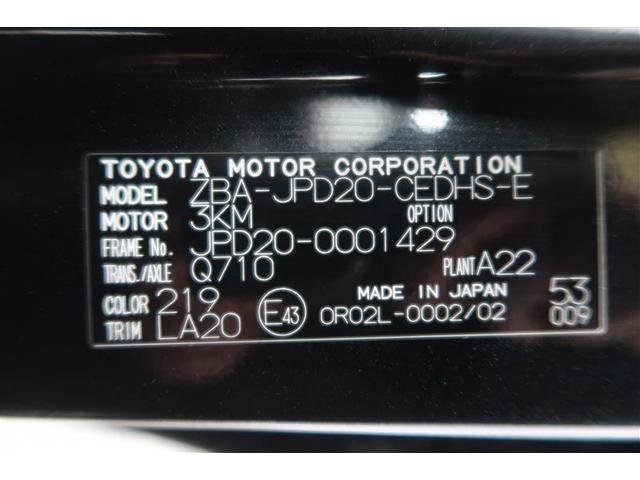 TOYOTA MOTOR CORPORATION
MODEL ZBA-JPD20-CEDHS-E
MOTOR 3KM OPTION
FRAME No. JPD20-0001429
TRANS./AXLE Q710 PLANT A22
COLOR 219 MADE IN JAPAN 53
TRIM LA20 E43 0R02L-0002/02 009